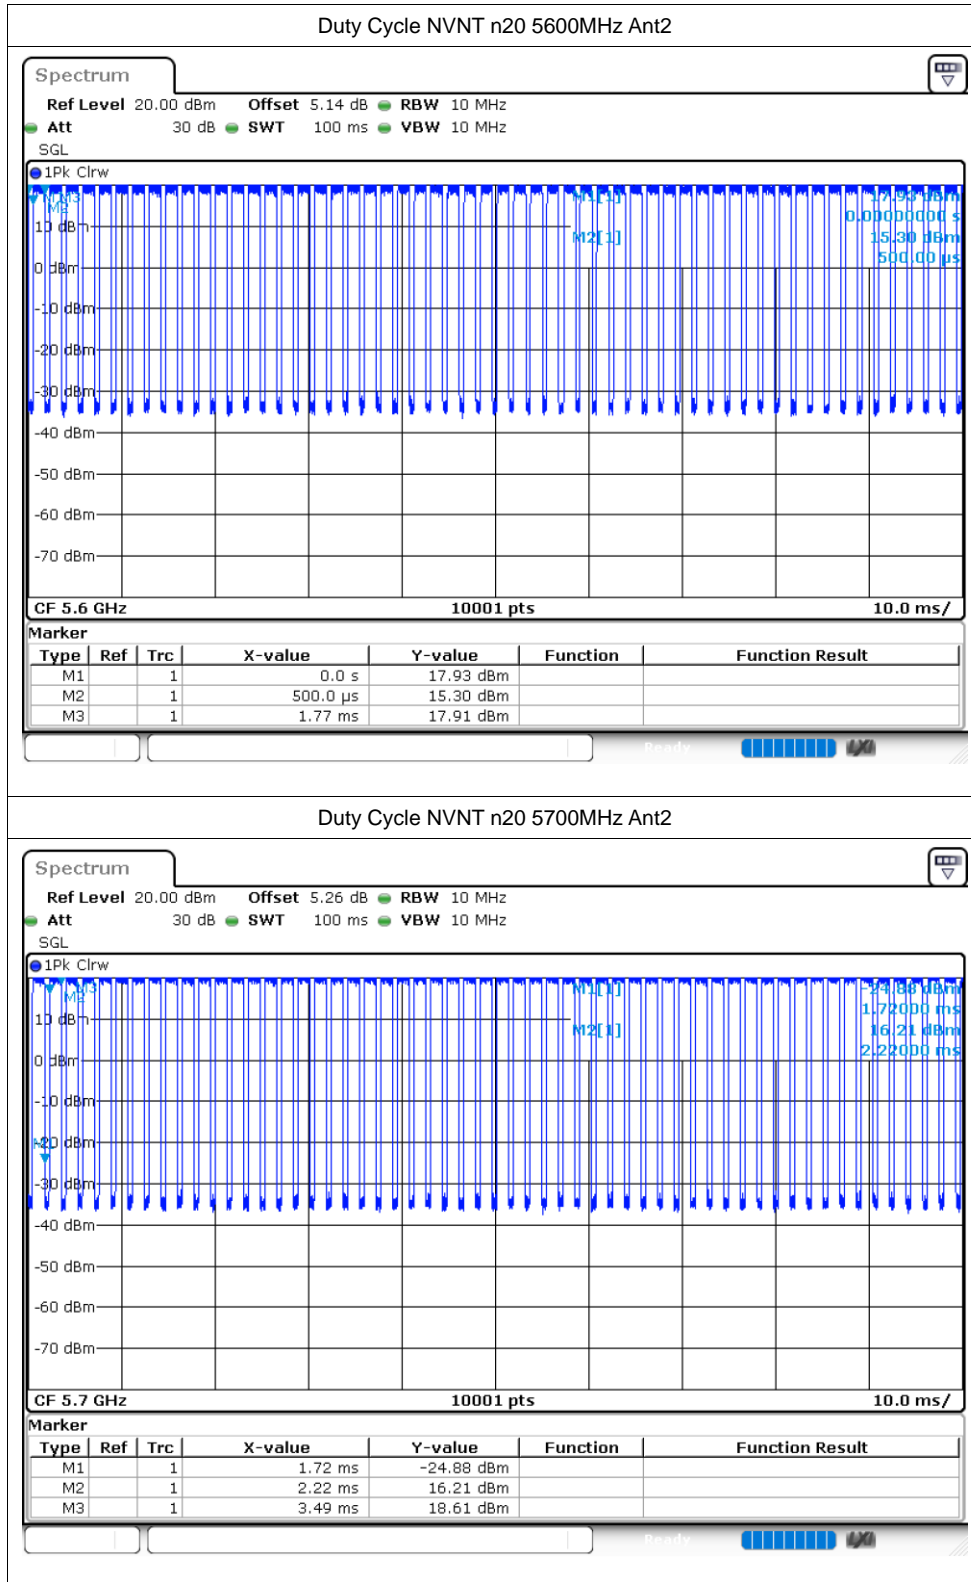 Duty Cycle NVNT n20 5600MHz Ant2
Spectrum
Ref Level 20.00 dBm Offset 5.14 dB RBW 10 MHz
Att 30 dB SWT 100 ms VBW 10 MHz
SGL
1Pk Clrw
M3
M2
M1[1] 17.93 dBm
0.00000000 s
M2[1] 15.30 dBm
500.00 µs
10 dBm
0 dBm
-10 dBm
-20 dBm
-30 dBm
-40 dBm
-50 dBm
-60 dBm
-70 dBm
CF 5.6 GHz 10001 pts 10.0 ms/
Marker
Type Ref Trc X-value Y-value Function Function Result
M1 1 0.0 s 17.93 dBm
M2 1 500.0 µs 15.30 dBm
M3 1 1.77 ms 17.91 dBm
Ready LXI
Duty Cycle NVNT n20 5700MHz Ant2
Spectrum
Ref Level 20.00 dBm Offset 5.26 dB RBW 10 MHz
Att 30 dB SWT 100 ms VBW 10 MHz
SGL
1Pk Clrw
M3
M2
M1[1] -24.88 dBm
1.72000 ms
M2[1] 16.21 dBm
2.22000 ms
10 dBm
0 dBm
-10 dBm
-20 dBm
-30 dBm
-40 dBm
-50 dBm
-60 dBm
-70 dBm
CF 5.7 GHz 10001 pts 10.0 ms/
Marker
Type Ref Trc X-value Y-value Function Function Result
M1 1 1.72 ms -24.88 dBm
M2 1 2.22 ms 16.21 dBm
M3 1 3.49 ms 18.61 dBm
Ready LXI